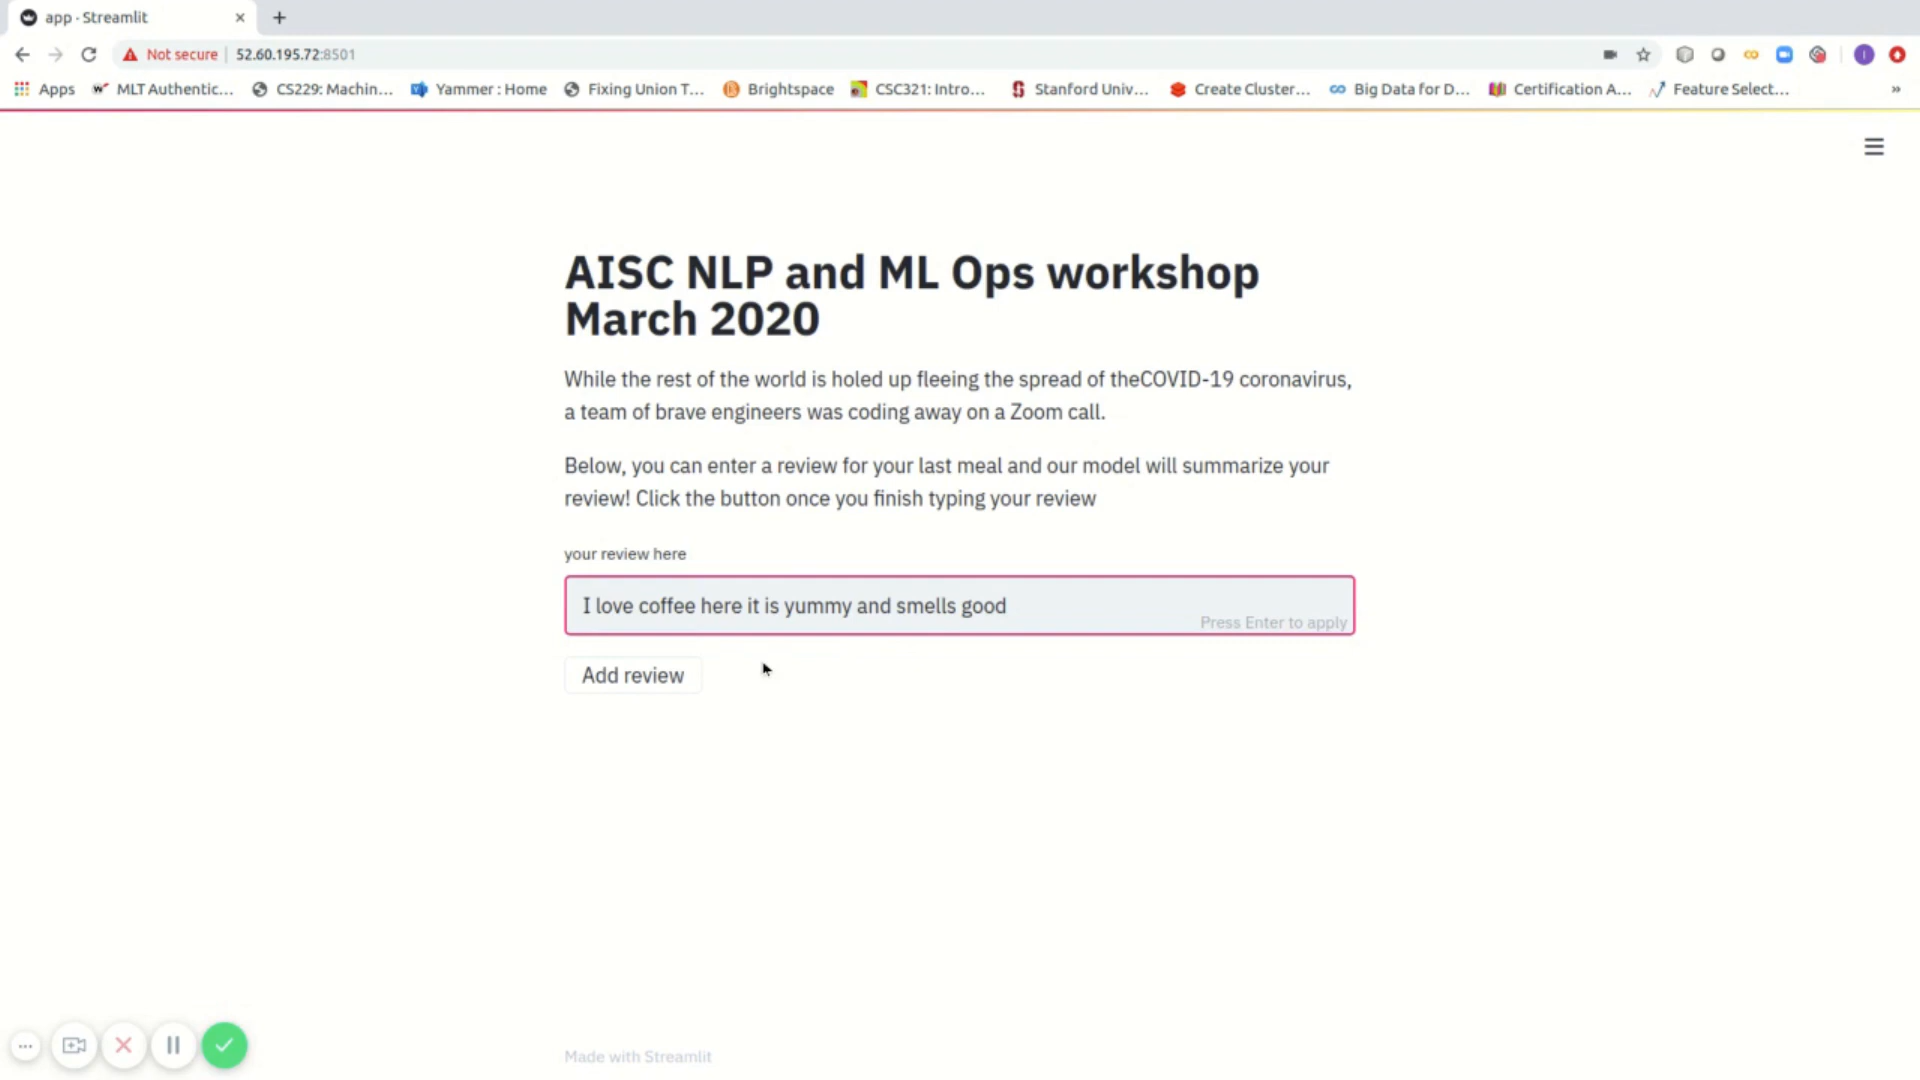 app · Streamlit
Not secure | 52.60.195.72:8501
Apps MLT Authentic... CS229: Machin... Yammer : Home Fixing Union T... Brightspace CSC321: Intro... Stanford Univ... Create Cluster... Big Data for D... Certification A... Feature Select... »
AISC NLP and ML Ops workshop
March 2020
While the rest of the world is holed up fleeing the spread of theCOVID-19 coronavirus,
a team of brave engineers was coding away on a Zoom call.
Below, you can enter a review for your last meal and our model will summarize your
review! Click the button once you finish typing your review
your review here
I love coffee here it is yummy and smells good
Press Enter to apply
Add review
Made with Streamlit